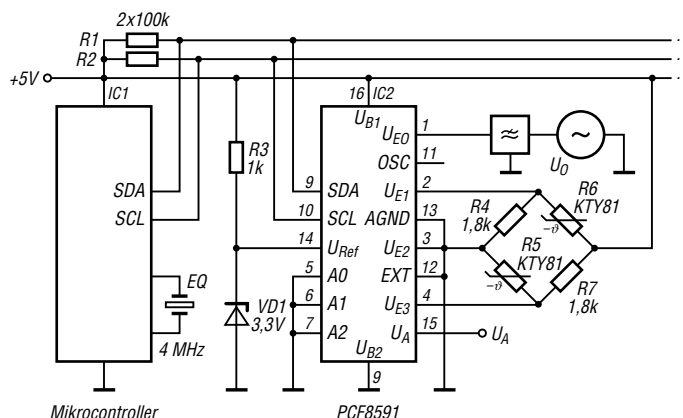 2x100k
R1
R2
+5V
IC1
16 IC2
U_B1
U_EO 1
OSC 11
U_O
R3
1k
SDA
SCL
9 SDA
10 SCL
14 U_Ref
5 A0
6 A1
7 A2
U_E1 2
AGND 13
U_E2 3
EXT 12
U_E3 4
U_A 15
U_A
R4
1,8k
R6
KTY81
-ϑ
R5
KTY81
-ϑ
R7
1,8k
EQ
4 MHz
VD1
3,3V
U_B2
9
Mikrocontroller
PCF8591